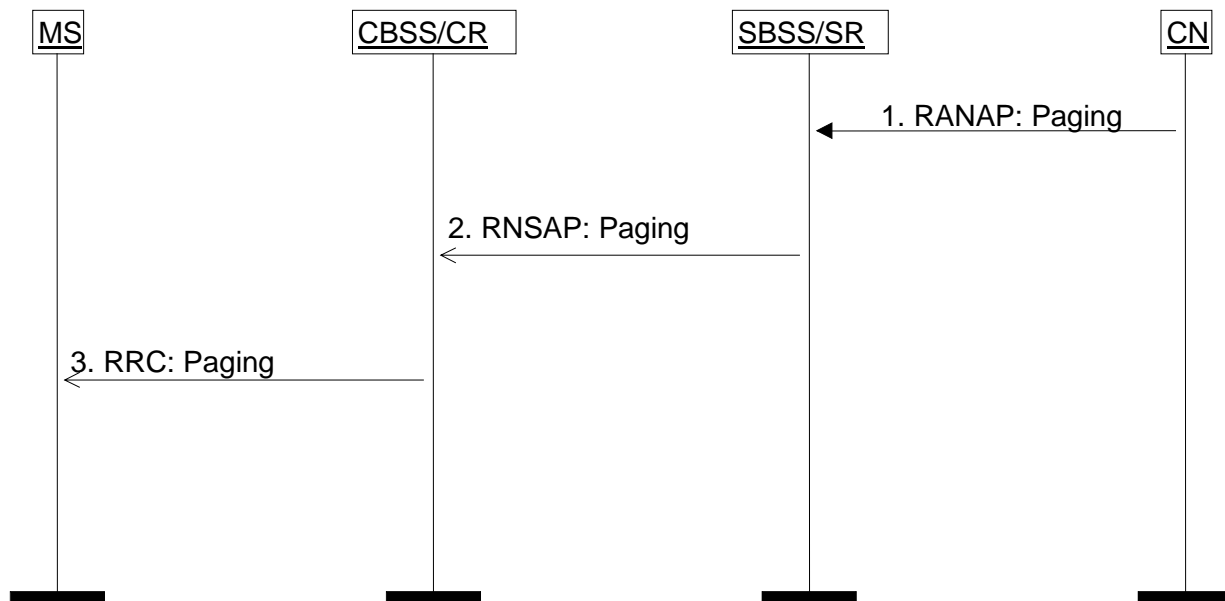 MS
CBSS/CR
SBSS/SR
CN
1. RANAP: Paging
2. RNSAP: Paging
3. RRC: Paging